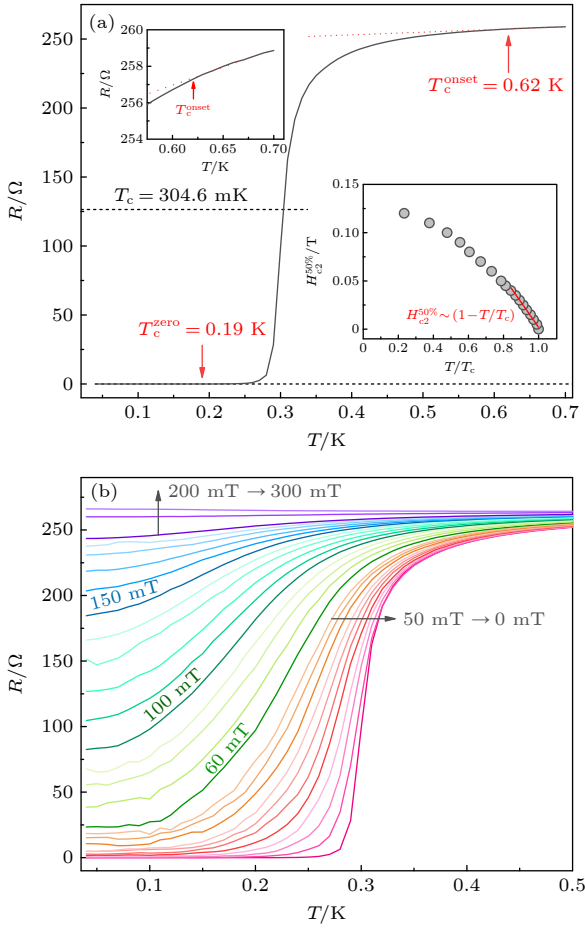 (a)
R/Ω
300
250
200
150
100
50
0
0.1
0.2
0.3
0.4
0.5
0.6
0.7
T/K
R/Ω
260
258
256
254
0.60
0.65
0.70
T/K
T_c^onset
T_c^onset = 0.62 K
T_c = 304.6 mK
T_c^zero = 0.19 K
H_c2^50%/T
0.15
0.10
0.05
0
0
0.2
0.4
0.6
0.8
1.0
T/T_c
H_c2^50% ~ (1−T/T_c)
(b)
R/Ω
300
250
200
150
100
50
0
0.1
0.2
0.3
0.4
0.5
T/K
200 mT → 300 mT
150 mT
100 mT
60 mT
50 mT → 0 mT